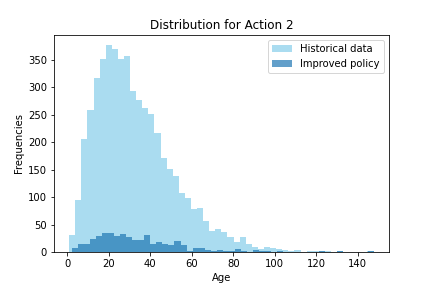 Distribution for Action 2
Historical data
Improved policy
Frequencies
350
300
250
200
150
100
50
0
0 20 40 60 80 100 120 140
Age